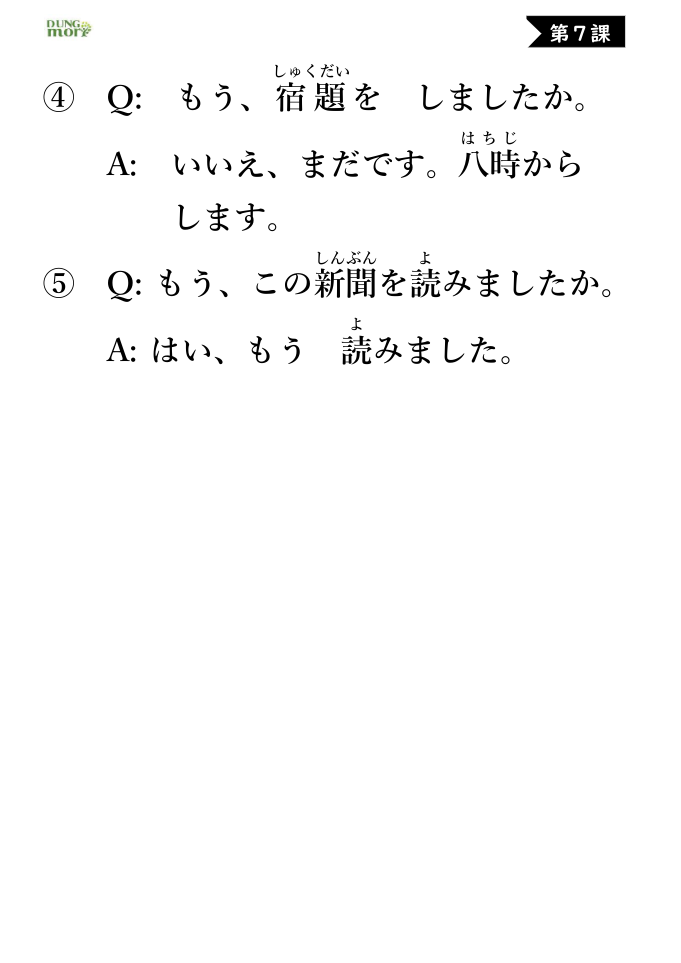 DUNG
mori
第7課
しゅくだい
④ Q: もう、宿題を しましたか。
はちじ
A: いいえ、まだです。八時から
します。
しんぶん よ
⑤ Q: もう、この新聞を読みましたか。
よ
A: はい、もう 読みました。